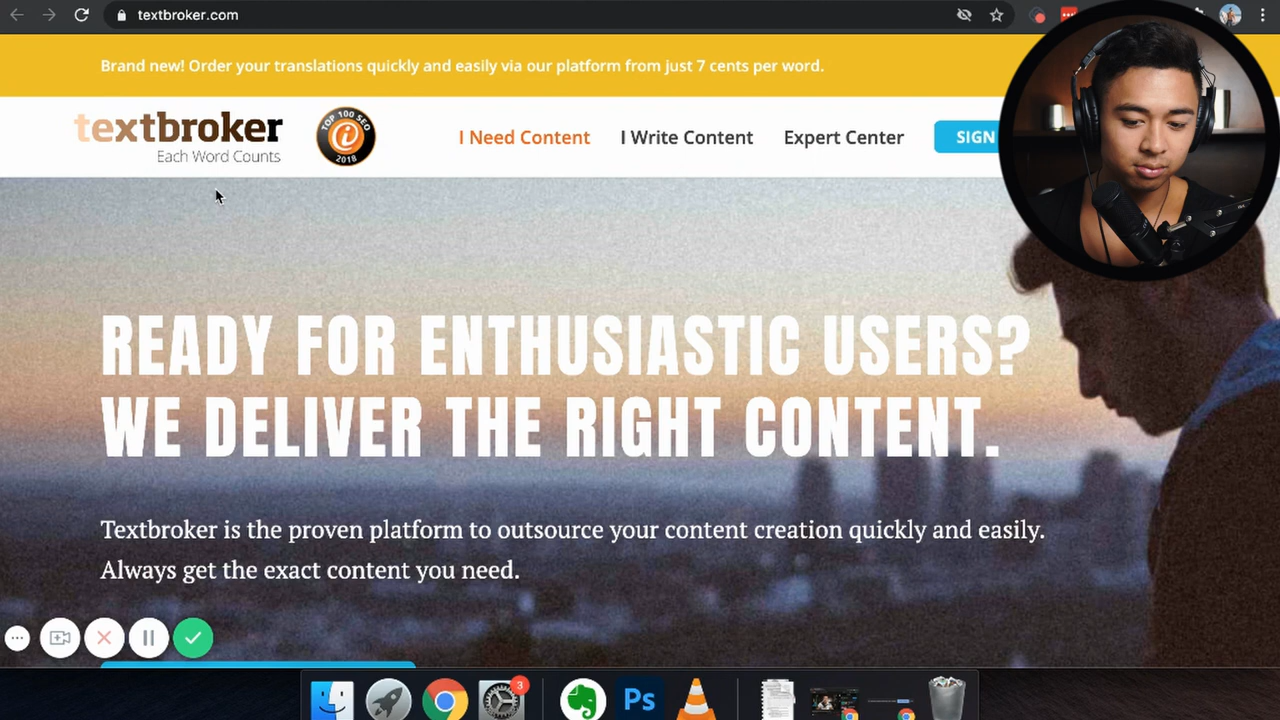 textbroker.com
Brand new! Order your translations quickly and easily via our platform from just 7 cents per word.
textbroker
Each Word Counts
TOP 100 SEO
2018
I Need Content
I Write Content
Expert Center
SIGN
READY FOR ENTHUSIASTIC USERS?
WE DELIVER THE RIGHT CONTENT.
Textbroker is the proven platform to outsource your content creation quickly and easily.
Always get the exact content you need.
3
Ps